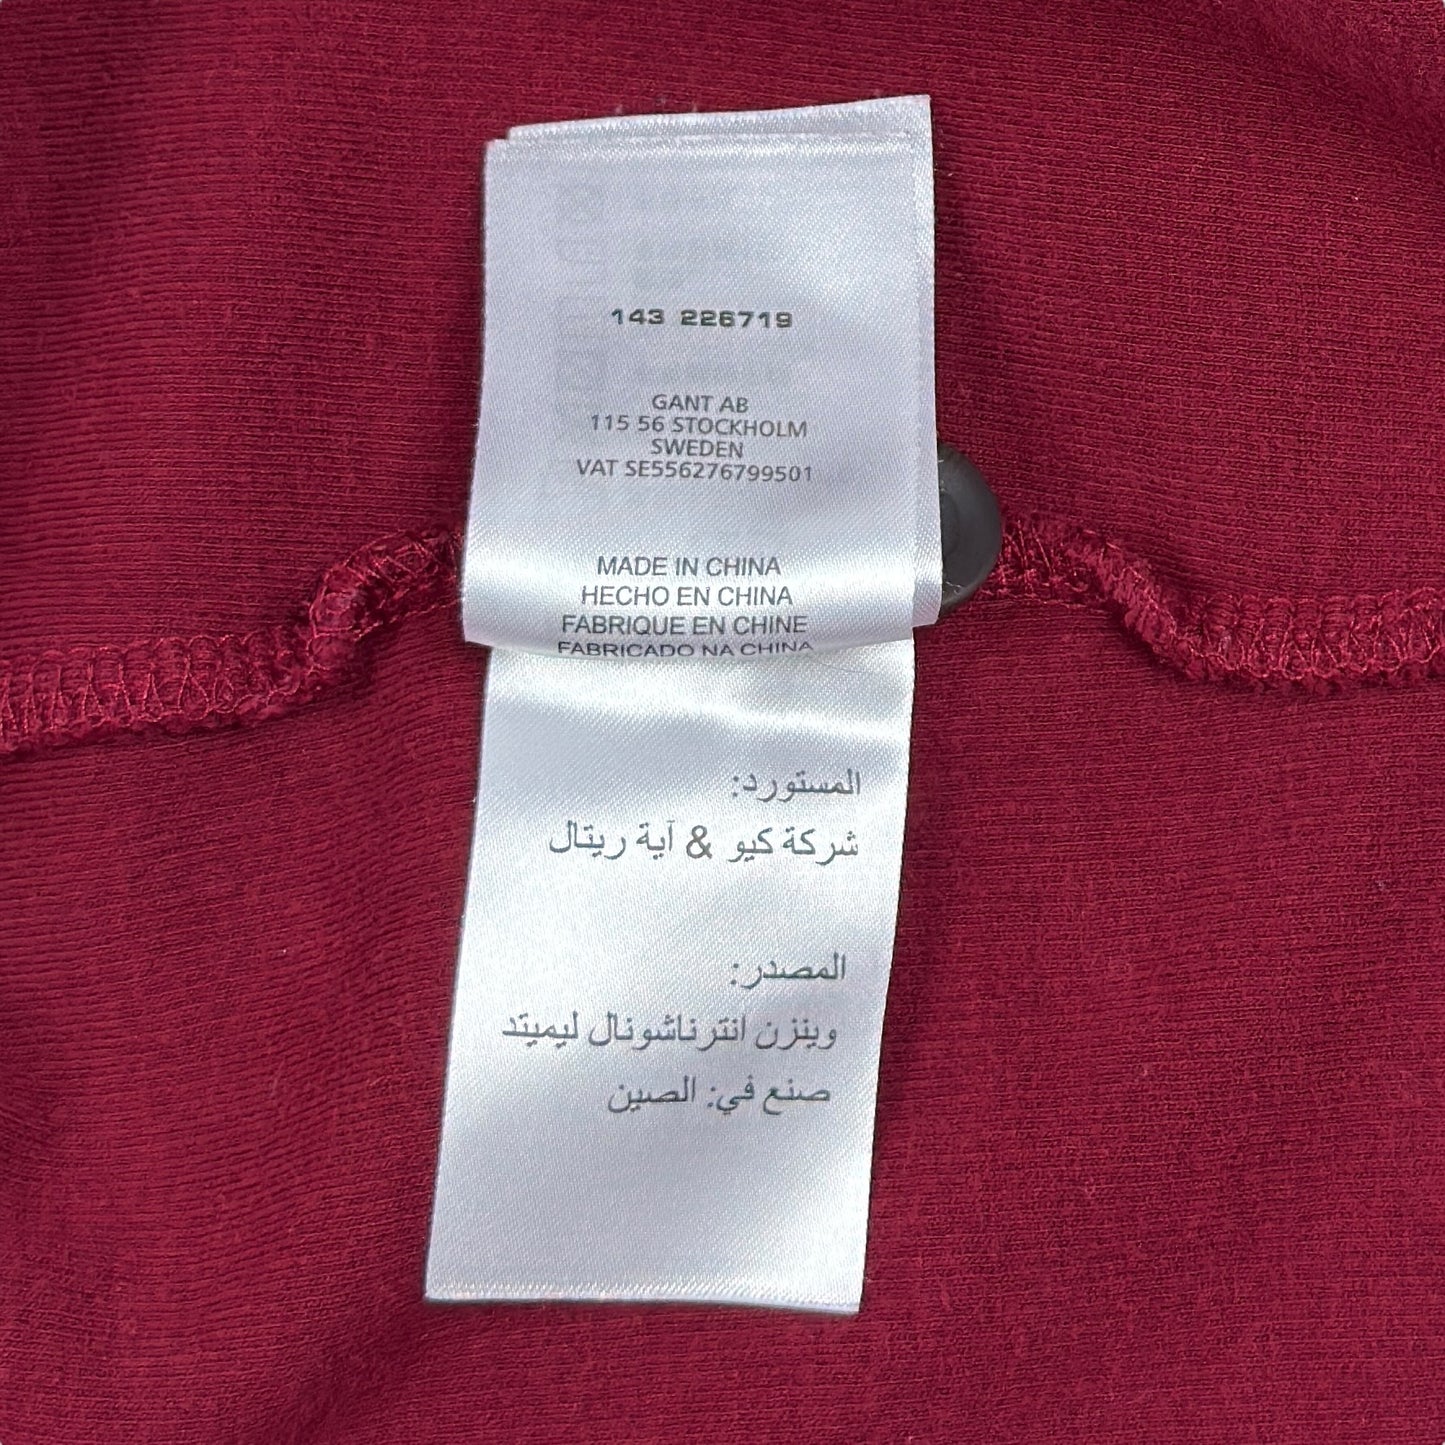 143 226719
GANT AB
115 56 STOCKHOLM
SWEDEN
VAT SE556276799501
MADE IN CHINA
HECHO EN CHINA
FABRIQUE EN CHINE
FABRICADO NA CHINA
المستورد:
شركة كيو & آية ريتال
المصدر:
وينزن انترناشونال ليميتد
صنع في: الصين